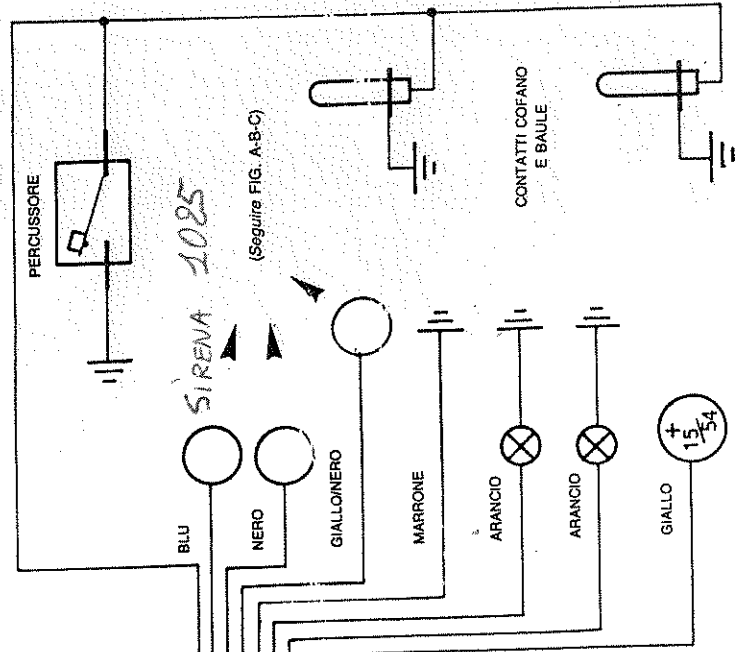 PERCUSSORE
SIRENA 1025
(Seguire FIG. A-B-C)
CONTATTI COFANO
E BAULE
BLU
NERO
GIALLO/NERO
MARRONE
ARANCIO
ARANCIO
GIALLO
+
15/54